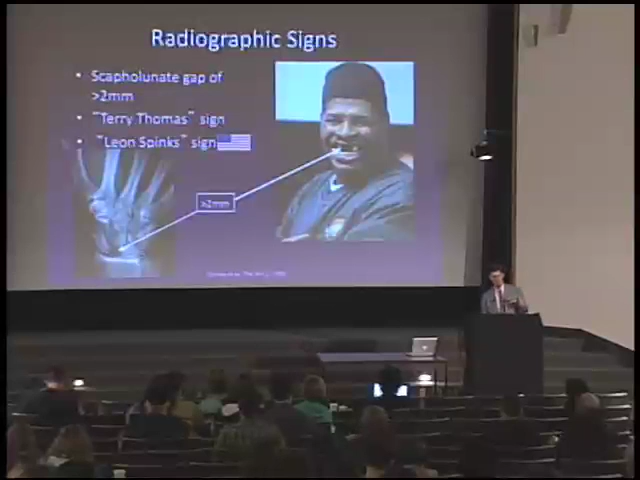 Radiographic Signs
• Scapholunate gap of
>2mm
• "Terry Thomas" sign
• "Leon Spinks" sign
>2mm